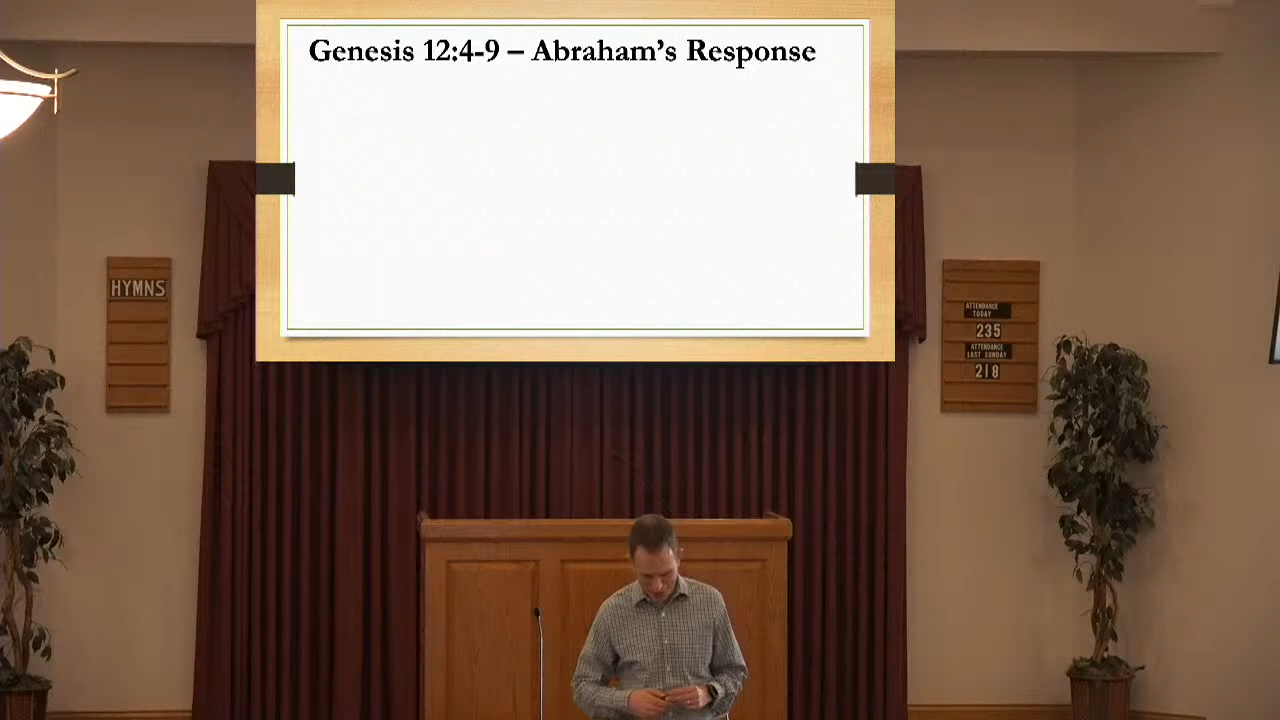 Genesis 12:4-9 – Abraham's Response
HYMNS
ATTENDANCE
TODAY
235
ATTENDANCE
LAST SUNDAY
218